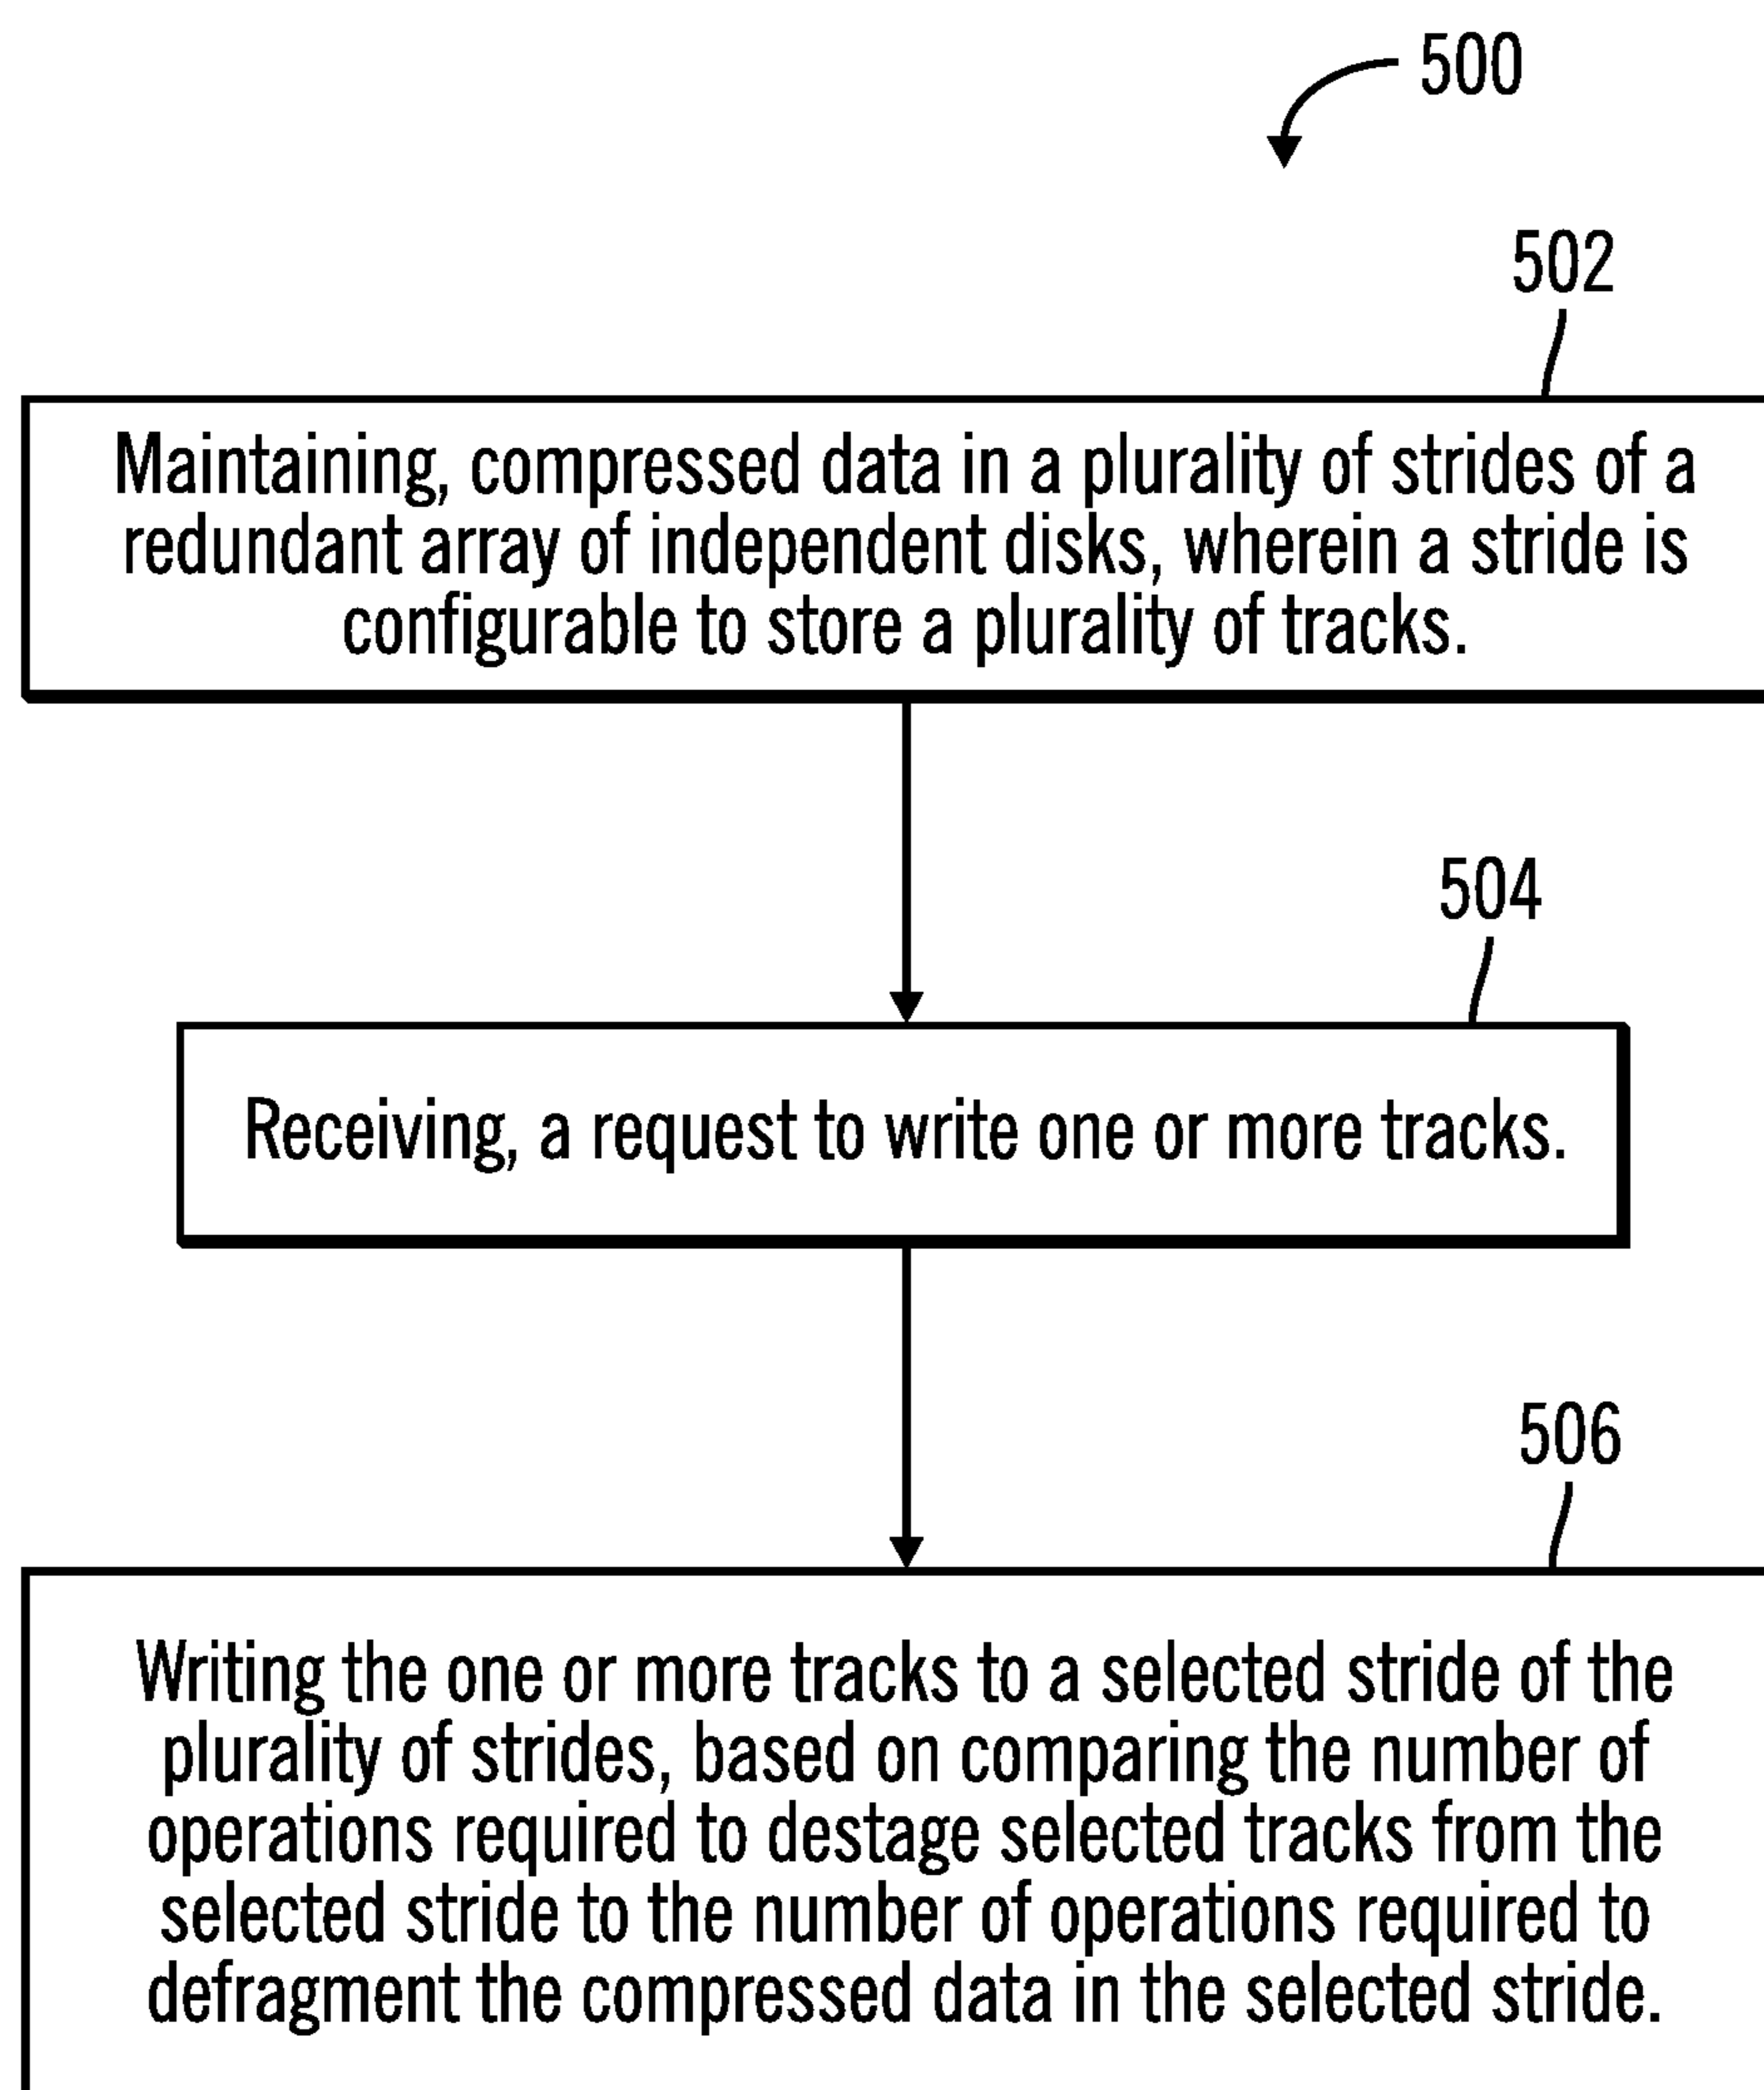 500
502
Maintaining, compressed data in a plurality of strides of a
redundant array of independent disks, wherein a stride is
configurable to store a plurality of tracks.
504
Receiving, a request to write one or more tracks.
506
Writing the one or more tracks to a selected stride of the
plurality of strides, based on comparing the number of
operations required to destage selected tracks from the
selected stride to the number of operations required to
defragment the compressed data in the selected stride.